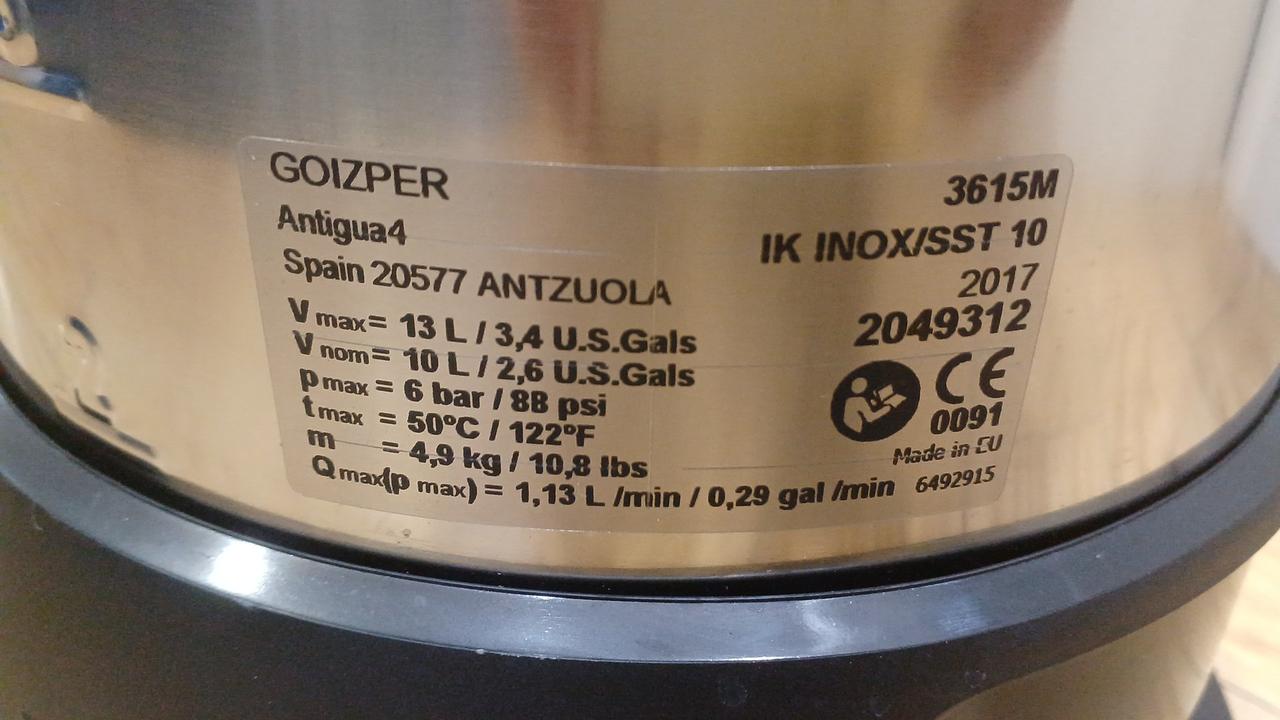 GOIZPER
Antigua4
Spain 20577 ANTZUOLA
V max= 13 L / 3,4 U.S.Gals
V nom= 10 L / 2,6 U.S.Gals
p max = 6 bar / 88 psi
t max = 50ºC / 122ºF
m = 4,9 kg / 10,8 lbs
Q max(p max) = 1,13 L /min / 0,29 gal /min
3615M
IK INOX/SST 10
2017
2049312
CE
0091
Made in EU
6492915